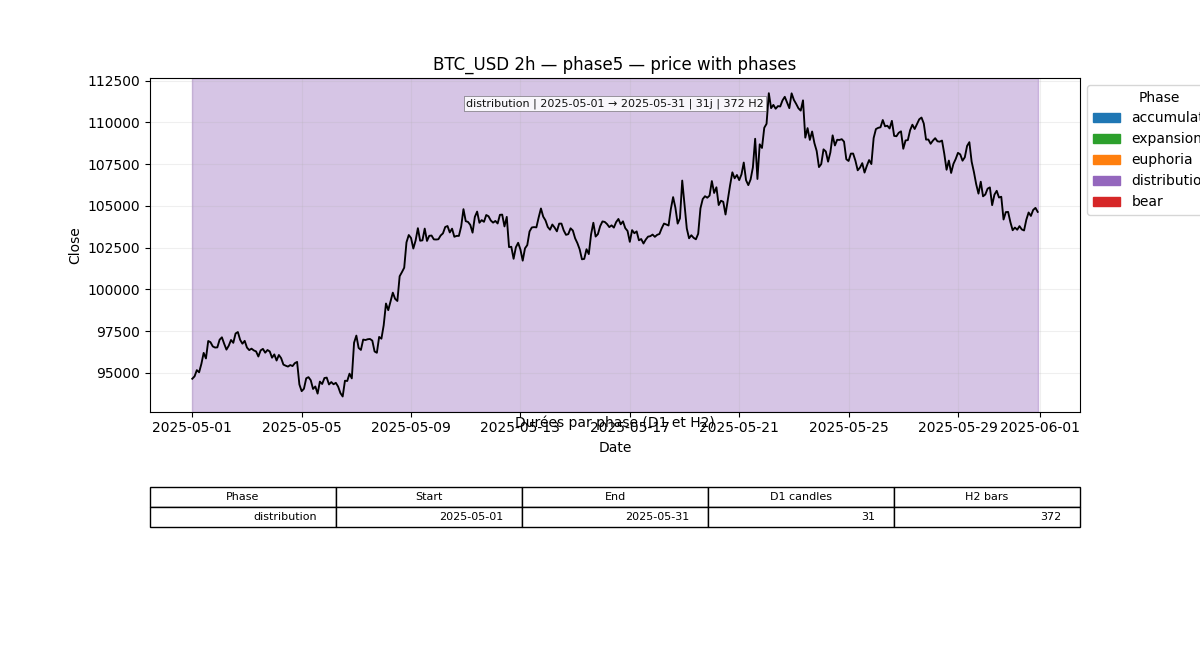 BTC_USD 2h — phase5 — price with phases
112500
110000
107500
105000
102500
100000
97500
95000
Close
distribution | 2025-05-01 → 2025-05-31 | 31j | 372 H2
Phase
accumulat
expansion
euphoria
distributio
bear
2025-05-01 2025-05-05 2025-05-09 2025-05-13 2025-05-17 2025-05-21 2025-05-25 2025-05-29 2025-06-01
Durées par phase (D1 et H2)
Date
Phase Start End D1 candles H2 bars
distribution 2025-05-01 2025-05-31 31 372